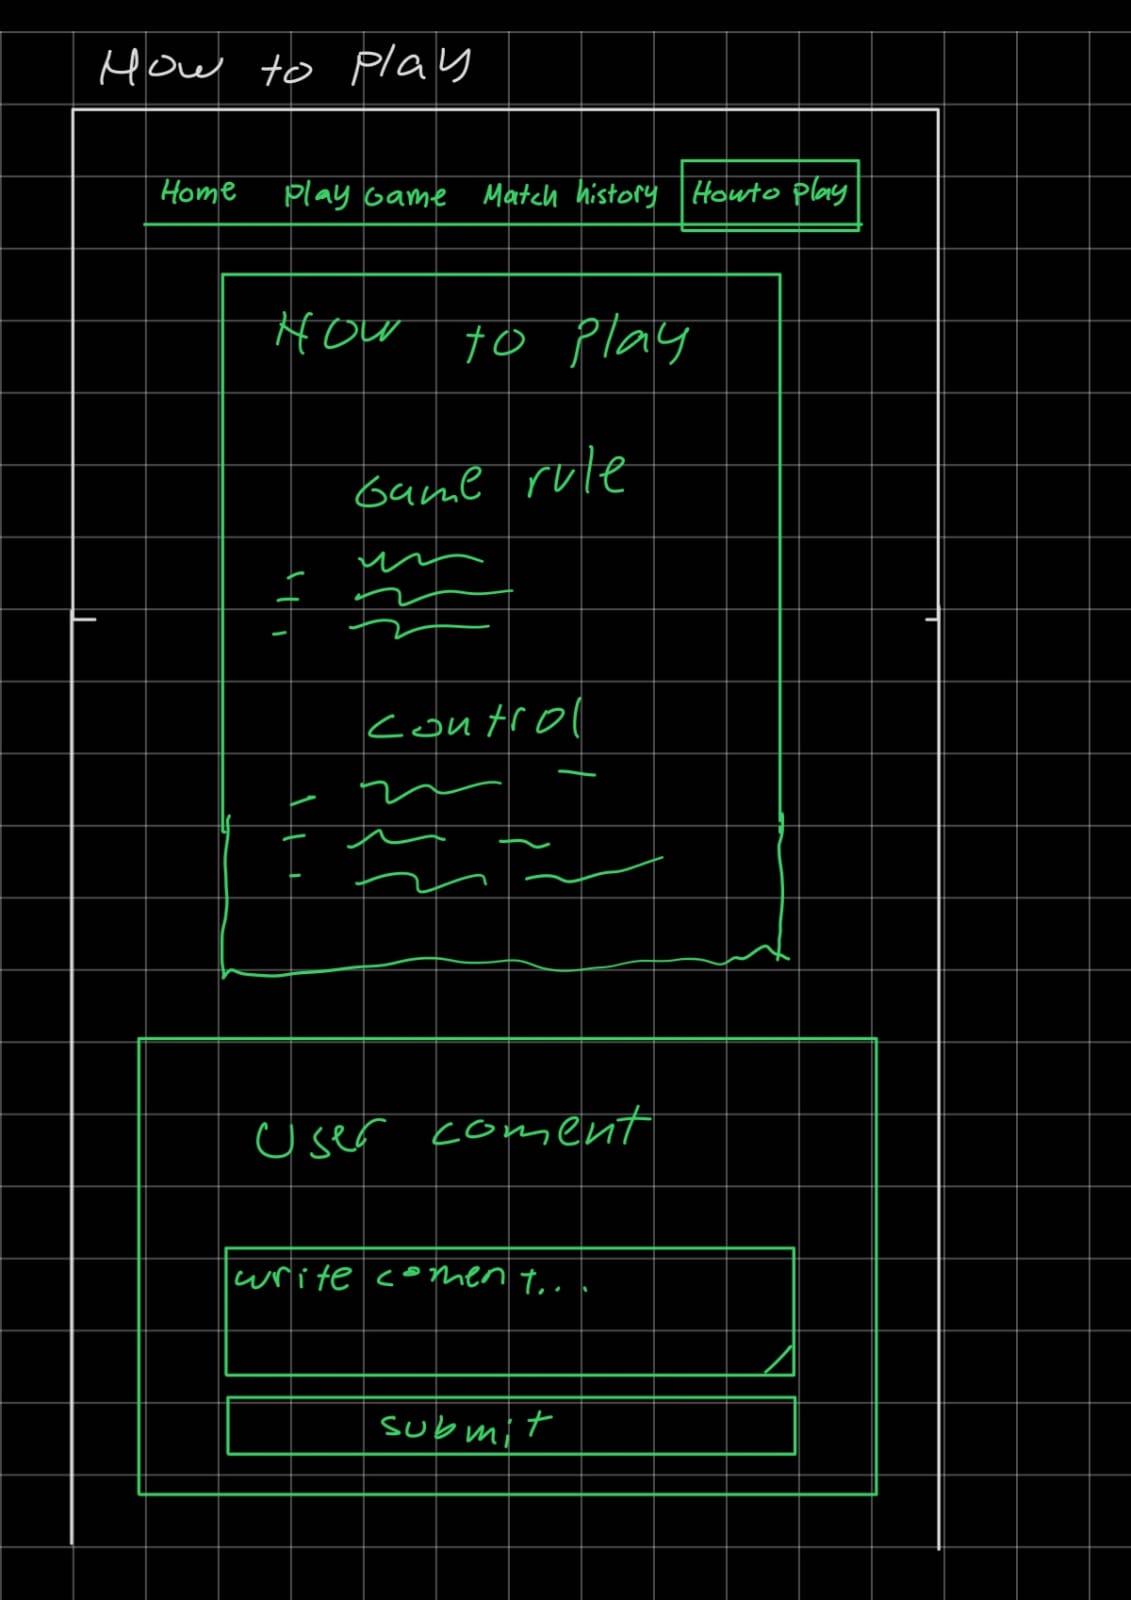 How to play
Home Play Game Match history Howto play
How to play
Game rule
control
User coment
write coment...
submit